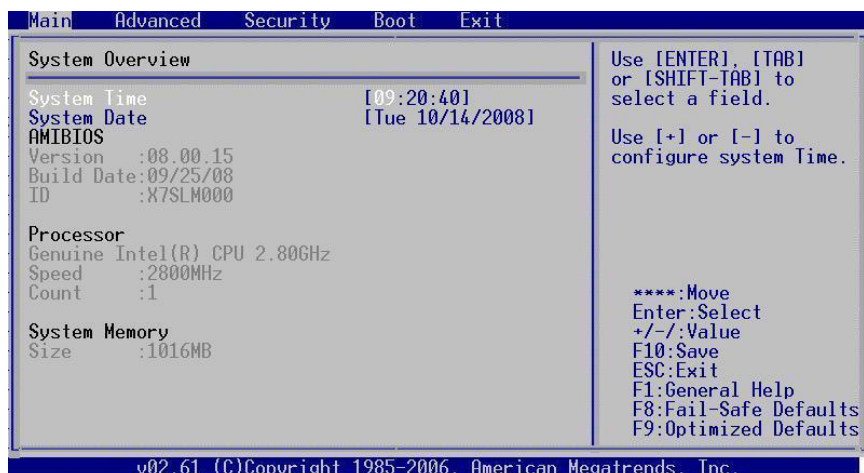 Main Advanced Security Boot Exit
System Overview
System Time [09:20:40]
System Date [Tue 10/14/2008]
AMIBIOS
Version :08.00.15
Build Date:09/25/08
ID :X7SLM000
Processor
Genuine Intel(R) CPU 2.80GHz
Speed :2800MHz
Count :1
System Memory
Size :1016MB
Use [ENTER], [TAB]
or [SHIFT-TAB] to
select a field.
Use [+] or [-] to
configure system Time.
****:Move
Enter:Select
+/-/:Value
F10:Save
ESC:Exit
F1:General Help
F8:Fail-Safe Defaults
F9:Optimized Defaults
v02.61 (C)Copyright 1985-2006, American Megatrends, Inc.